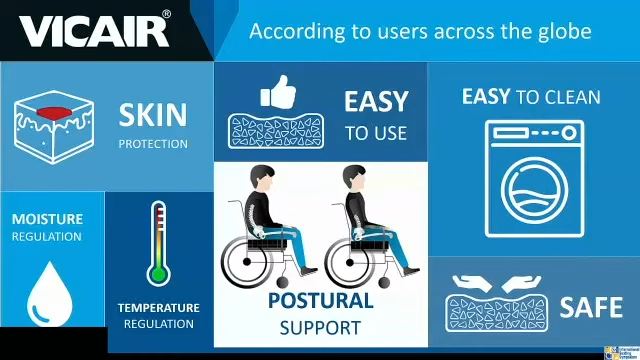 VICAIR®
According to users across the globe
SKIN
PROTECTION
EASY
TO USE
EASY TO CLEAN
MOISTURE
REGULATION
TEMPERATURE
REGULATION
POSTURAL
SUPPORT
SAFE